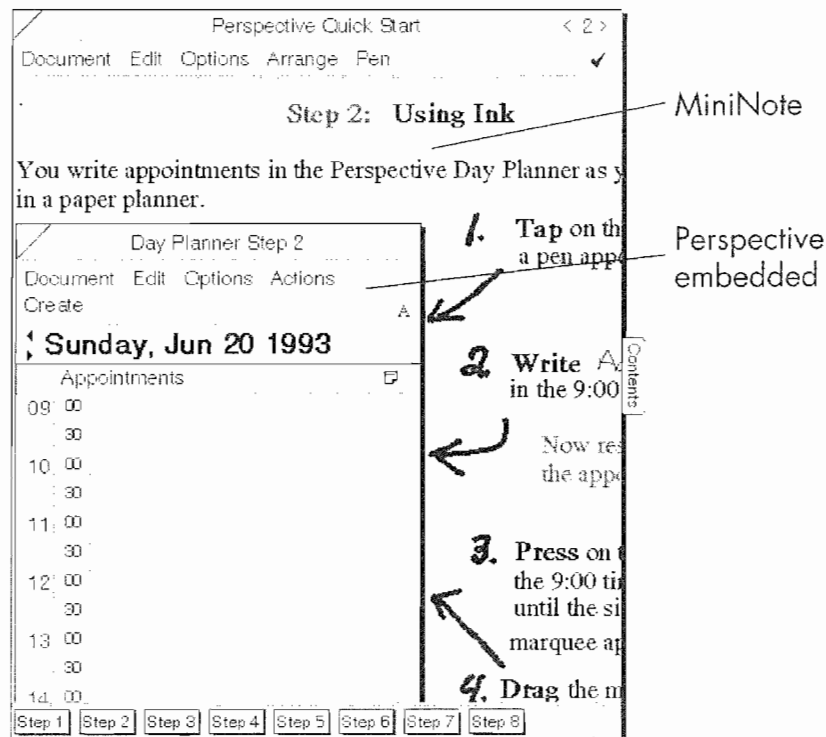 Perspective Quick Start < 2 >
Document Edit Options Arrange Pen
Step 2: Using Ink
MiniNote
You write appointments in the Perspective Day Planner as y
in a paper planner.
Day Planner Step 2
Document Edit Options Actions
Create
A
Sunday, Jun 20 1993
Appointments
09 00
30
10 00
30
11 00
30
12 00
30
13 00
30
14 00
1. Tap on th
a pen appe
Perspective
embedded
2. Write A
in the 9:00
Contents
Now res
the appo
3. Press on t
the 9:00 ti
until the si
marquee ap
4. Drag the m
Step 1 Step 2 Step 3 Step 4 Step 5 Step 6 Step 7 Step 8